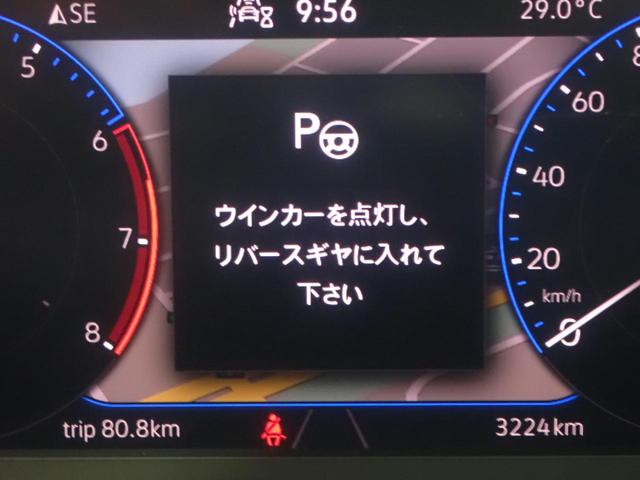 SE
9:56
29.0°C
5
6
7
8
P
ウインカーを点灯し、
リバースギヤに入れて
下さい
8
60
40
20
km/h
0
trip 80.8km
3224km